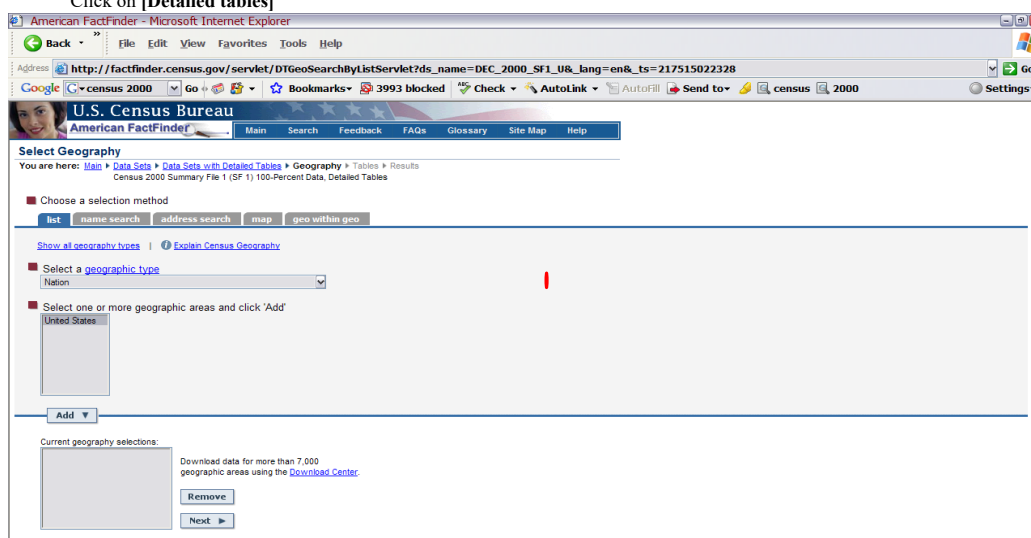 Click on [Detailed tables]
American FactFinder - Microsoft Internet Explorer
Back File Edit View Favorites Tools Help
Address http://factfinder.census.gov/servlet/DTGeoSearchByListServlet?ds_name=DEC_2000_SF1_U&_lang=en&_ts=217515022328 Go
Google census 2000 Go Bookmarks 3993 blocked Check AutoLink AutoFill Send to census 2000 Settings
U.S. Census Bureau
American FactFinder Main Search Feedback FAQs Glossary Site Map Help
Select Geography
You are here: Main Data Sets Data Sets with Detailed Tables Geography Tables Results
Census 2000 Summary File 1 (SF 1) 100-Percent Data, Detailed Tables
Choose a selection method
list name search address search map geo within geo
Show all geography types | Explain Census Geography
Select a geographic type
Nation
Select one or more geographic areas and click 'Add'
United States
Add
Current geography selections:
Download data for more than 7,000
geographic areas using the Download Center.
Remove
Next